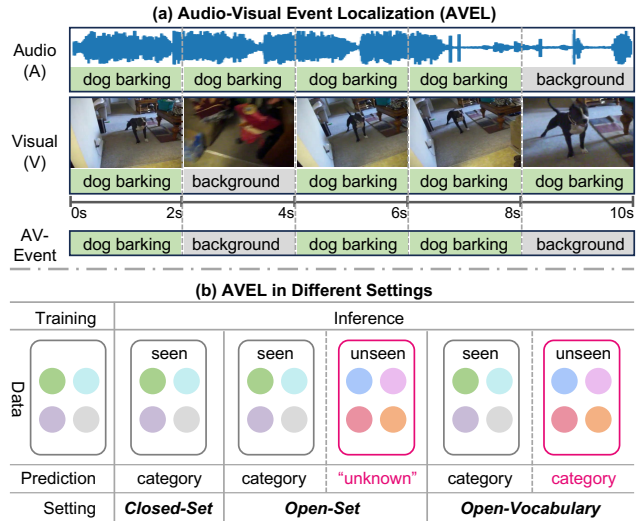 (a) Audio-Visual Event Localization (AVEL)
Audio
(A)
dog barking dog barking dog barking dog barking background
Visual
(V)
dog barking background dog barking dog barking dog barking
0s 2s 4s 6s 8s 10s
AV-
Event
dog barking background dog barking dog barking background
(b) AVEL in Different Settings
Training Inference
Data
seen seen unseen seen unseen
Prediction category category "unknown" category category
Setting Closed-Set Open-Set Open-Vocabulary